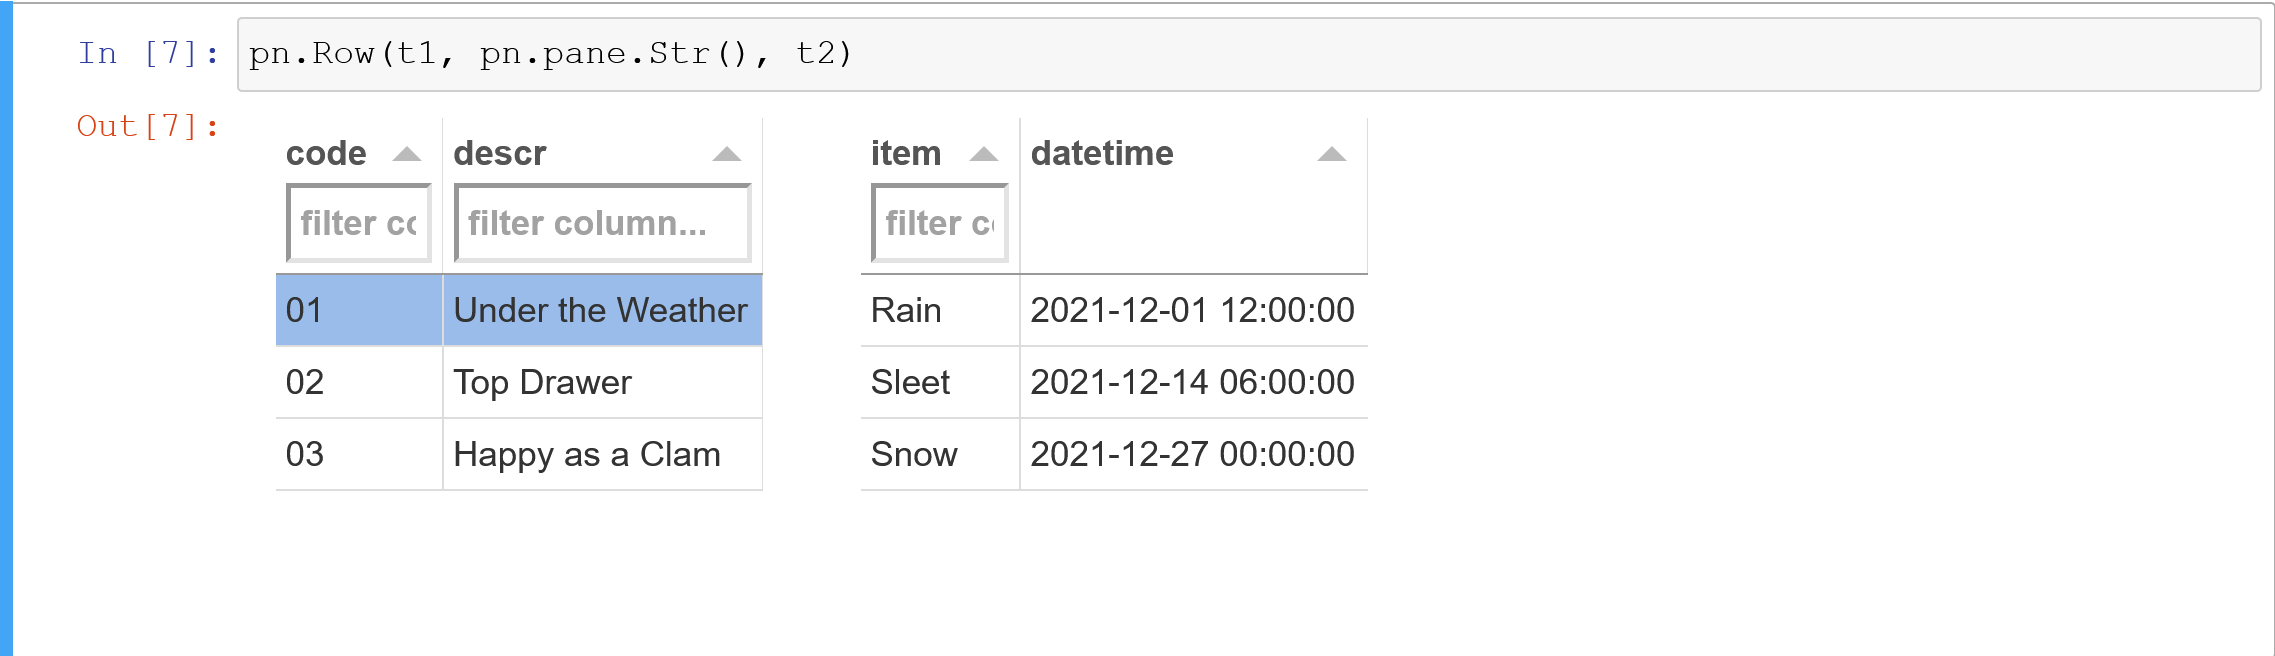 In [7]: pn.Row(t1, pn.pane.Str(), t2)
Out[7]:
code descr item datetime
filter co filter column... filter c
01 Under the Weather Rain 2021-12-01 12:00:00
02 Top Drawer Sleet 2021-12-14 06:00:00
03 Happy as a Clam Snow 2021-12-27 00:00:00